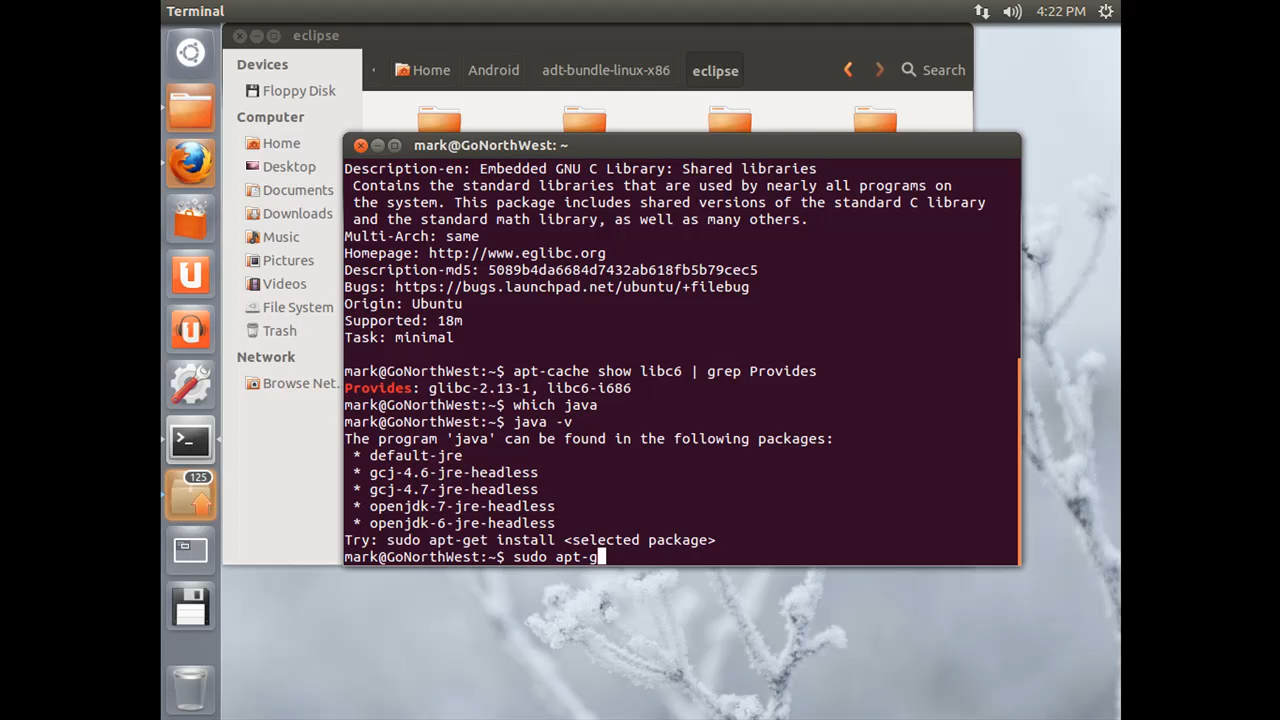 Terminal
4:22 PM
eclipse
Devices
Floppy Disk
Computer
Home
Desktop
Documents
Downloads
Music
Pictures
Videos
File System
Trash
Network
Browse Net.
Home
Android
adt-bundle-linux-x86
eclipse
Search
125
mark@GoNorthWest: ~
Description-en: Embedded GNU C Library: Shared libraries
Contains the standard libraries that are used by nearly all programs on
the system. This package includes shared versions of the standard C library
and the standard math library, as well as many others.
Multi-Arch: same
Homepage: http://www.eglibc.org
Description-md5: 5089b4da6684d7432ab618fb5b79cec5
Bugs: https://bugs.launchpad.net/ubuntu/+filebug
Origin: Ubuntu
Supported: 18m
Task: minimal
mark@GoNorthWest:~$ apt-cache show libc6 | grep Provides
Provides: glibc-2.13-1, libc6-i686
mark@GoNorthWest:~$ which java
mark@GoNorthWest:~$ java -v
The program 'java' can be found in the following packages:
* default-jre
* gcj-4.6-jre-headless
* gcj-4.7-jre-headless
* openjdk-7-jre-headless
* openjdk-6-jre-headless
Try: sudo apt-get install <selected package>
mark@GoNorthWest:~$ sudo apt-g